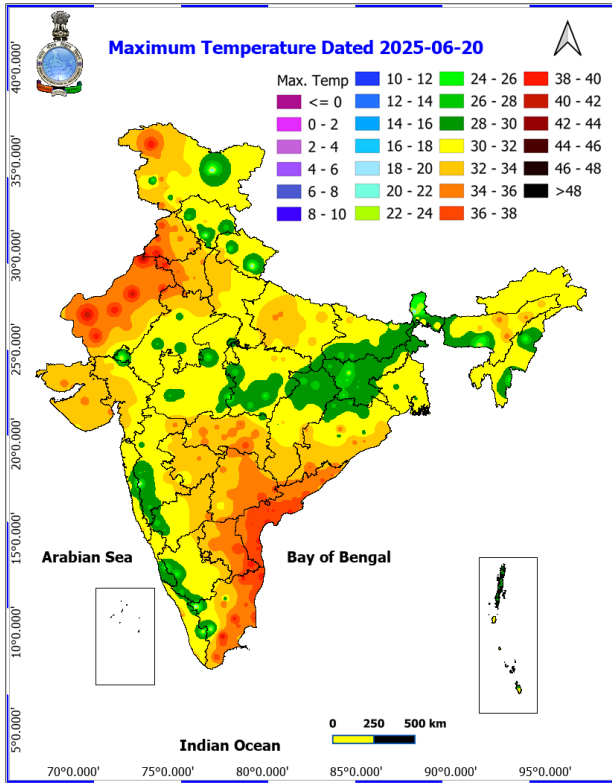 Maximum Temperature Dated 2025-06-20
Max. Temp
<= 0
0 - 2
2 - 4
4 - 6
6 - 8
8 - 10
10 - 12
12 - 14
14 - 16
16 - 18
18 - 20
20 - 22
22 - 24
24 - 26
26 - 28
28 - 30
30 - 32
32 - 34
34 - 36
36 - 38
38 - 40
40 - 42
42 - 44
44 - 46
46 - 48
>48
40°0.000'
35°0.000'
30°0.000'
25°0.000'
20°0.000'
15°0.000'
10°0.000'
5°0.000'
Arabian Sea
Bay of Bengal
Indian Ocean
0 250 500 km
70°0.000' 75°0.000' 80°0.000' 85°0.000' 90°0.000' 95°0.000'